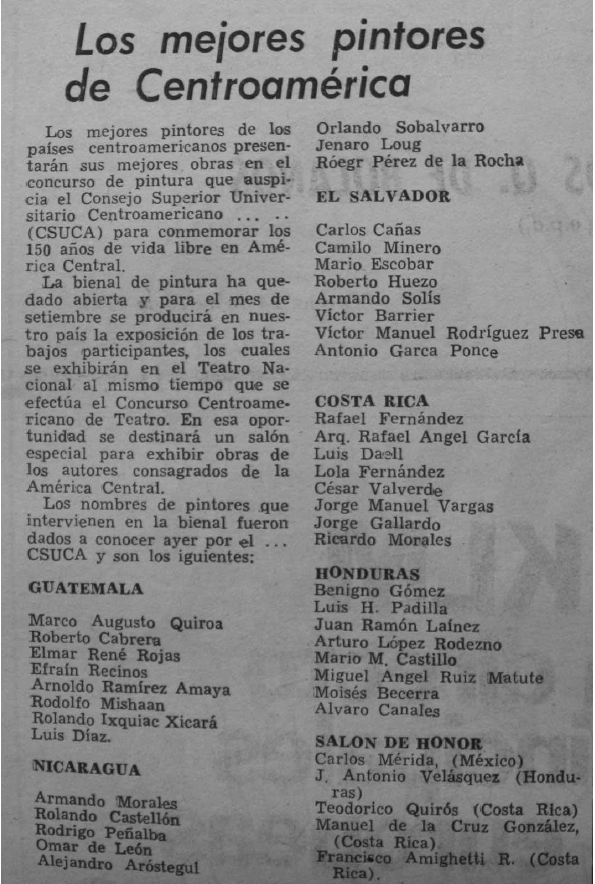 Los mejores pintores
de Centroamérica
Los mejores pintores de los
países centroamericanos presen-
tarán sus mejores obras en el
concurso de pintura que auspi-
cia el Consejo Superior Univer-
sitario Centroamericano ... ..
(CSUCA) para conmemorar los
150 años de vida libre en Amé-
rica Central.
La bienal de pintura ha que-
dado abierta y para el mes de
setiembre se producirá en nues-
tro país la exposición de los tra-
bajos participantes, los cuales
se exhibirán en el Teatro Na-
cional al mismo tiempo que se
efectúa el Concurso Centroame-
ricano de Teatro. En esa opor-
tunidad se destinará un salón
especial para exhibir obras de
los autores consagrados de la
América Central.
Los nombres de pintores que
intervienen en la bienal fueron
dados a conocer ayer por el ...
CSUCA y son los iguientes:
GUATEMALA
Marco Augusto Quiroa
Roberto Cabrera
Elmar René Rojas
Efraín Recinos
Arnoldo Ramírez Amaya
Rodolfo Mishaan
Rolando Ixquiac Xicará
Luis Díaz.
NICARAGUA
Armando Morales
Rolando Castellón
Rodrigo Peñalba
Omar de León
Alejandro Aróstegul
Orlando Sobalvarro
Jenaro Loug
Róegr Pérez de la Rocha
EL SALVADOR
Carlos Cañas
Camilo Minero
Mario Escobar
Roberto Huezo
Armando Solís
Víctor Barrier
Víctor Manuel Rodríguez Presa
Antonio Garca Ponce
COSTA RICA
Rafael Fernández
Arq. Rafael Angel García
Luis Daell
Lola Fernández
César Valverde
Jorge Manuel Vargas
Jorge Gallardo
Ricardo Morales
HONDURAS
Benigno Gómez
Luis H. Padilla
Juan Ramón Laínez
Arturo López Rodezno
Mario M. Castillo
Miguel Angel Ruiz Matute
Moisés Becerra
Alvaro Canales
SALON DE HONOR
Carlos Mérida, (México)
J. Antonio Velásquez (Hondu-
ras)
Teodorico Quirós (Costa Rica)
Manuel de la Cruz González,
(Costa Rica).
Francisco Amighetti R. (Costa
Rica).